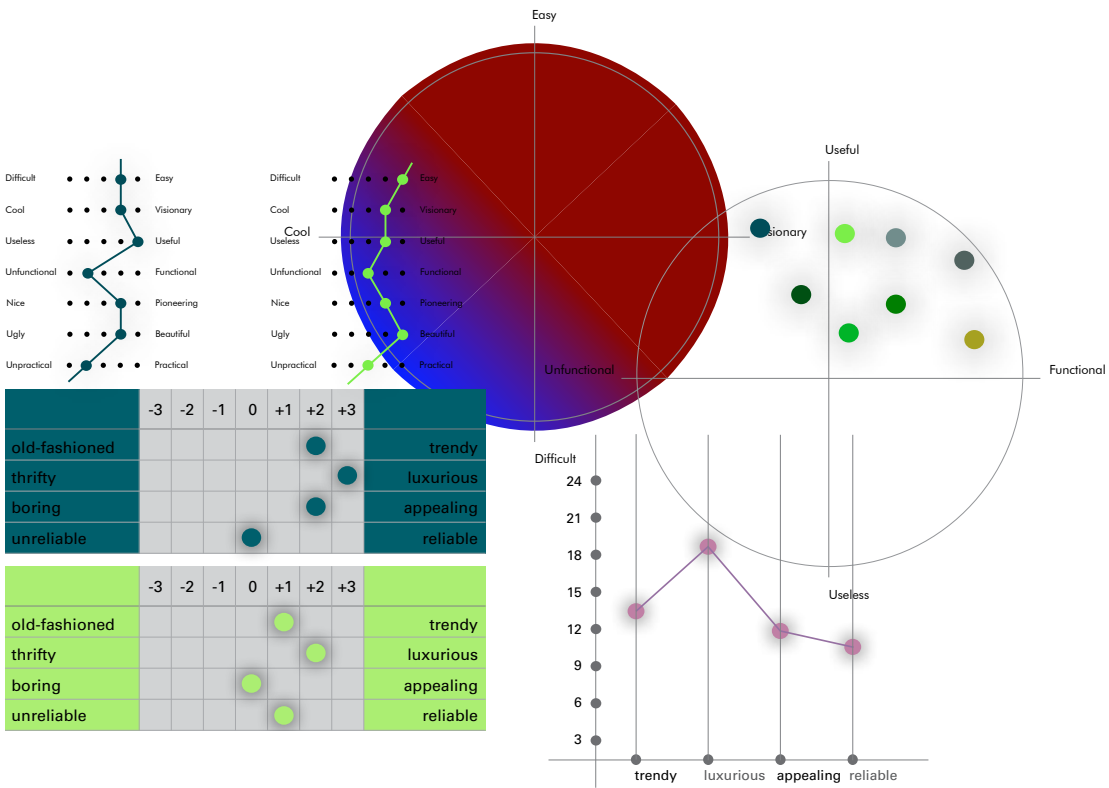 Easy
Useful
Difficult Easy
Cool Visionary
Useless Useful
Unfunctional Functional
Nice Pioneering
Ugly Beautiful
Unpractical Practical
Difficult Easy
Cool Visionary
Useless Useful
Unfunctional Functional
Nice Pioneering
Ugly Beautiful
Unpractical Practical
Cool
Unfunctional Functional
Difficult
Useless
-3 -2 -1 0 +1 +2 +3
old-fashioned trendy
thrifty luxurious
boring appealing
unreliable reliable
-3 -2 -1 0 +1 +2 +3
old-fashioned trendy
thrifty luxurious
boring appealing
unreliable reliable
24
21
18
15
12
9
6
3
trendy luxurious appealing reliable